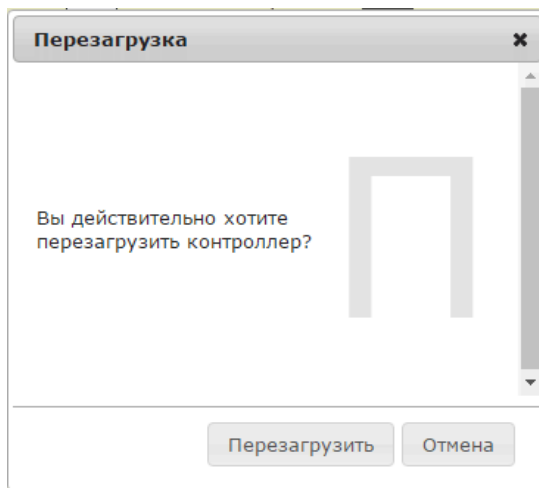 Перезагрузка
Вы действительно хотите
перезагрузить контроллер?
П
Перезагрузить
Отмена